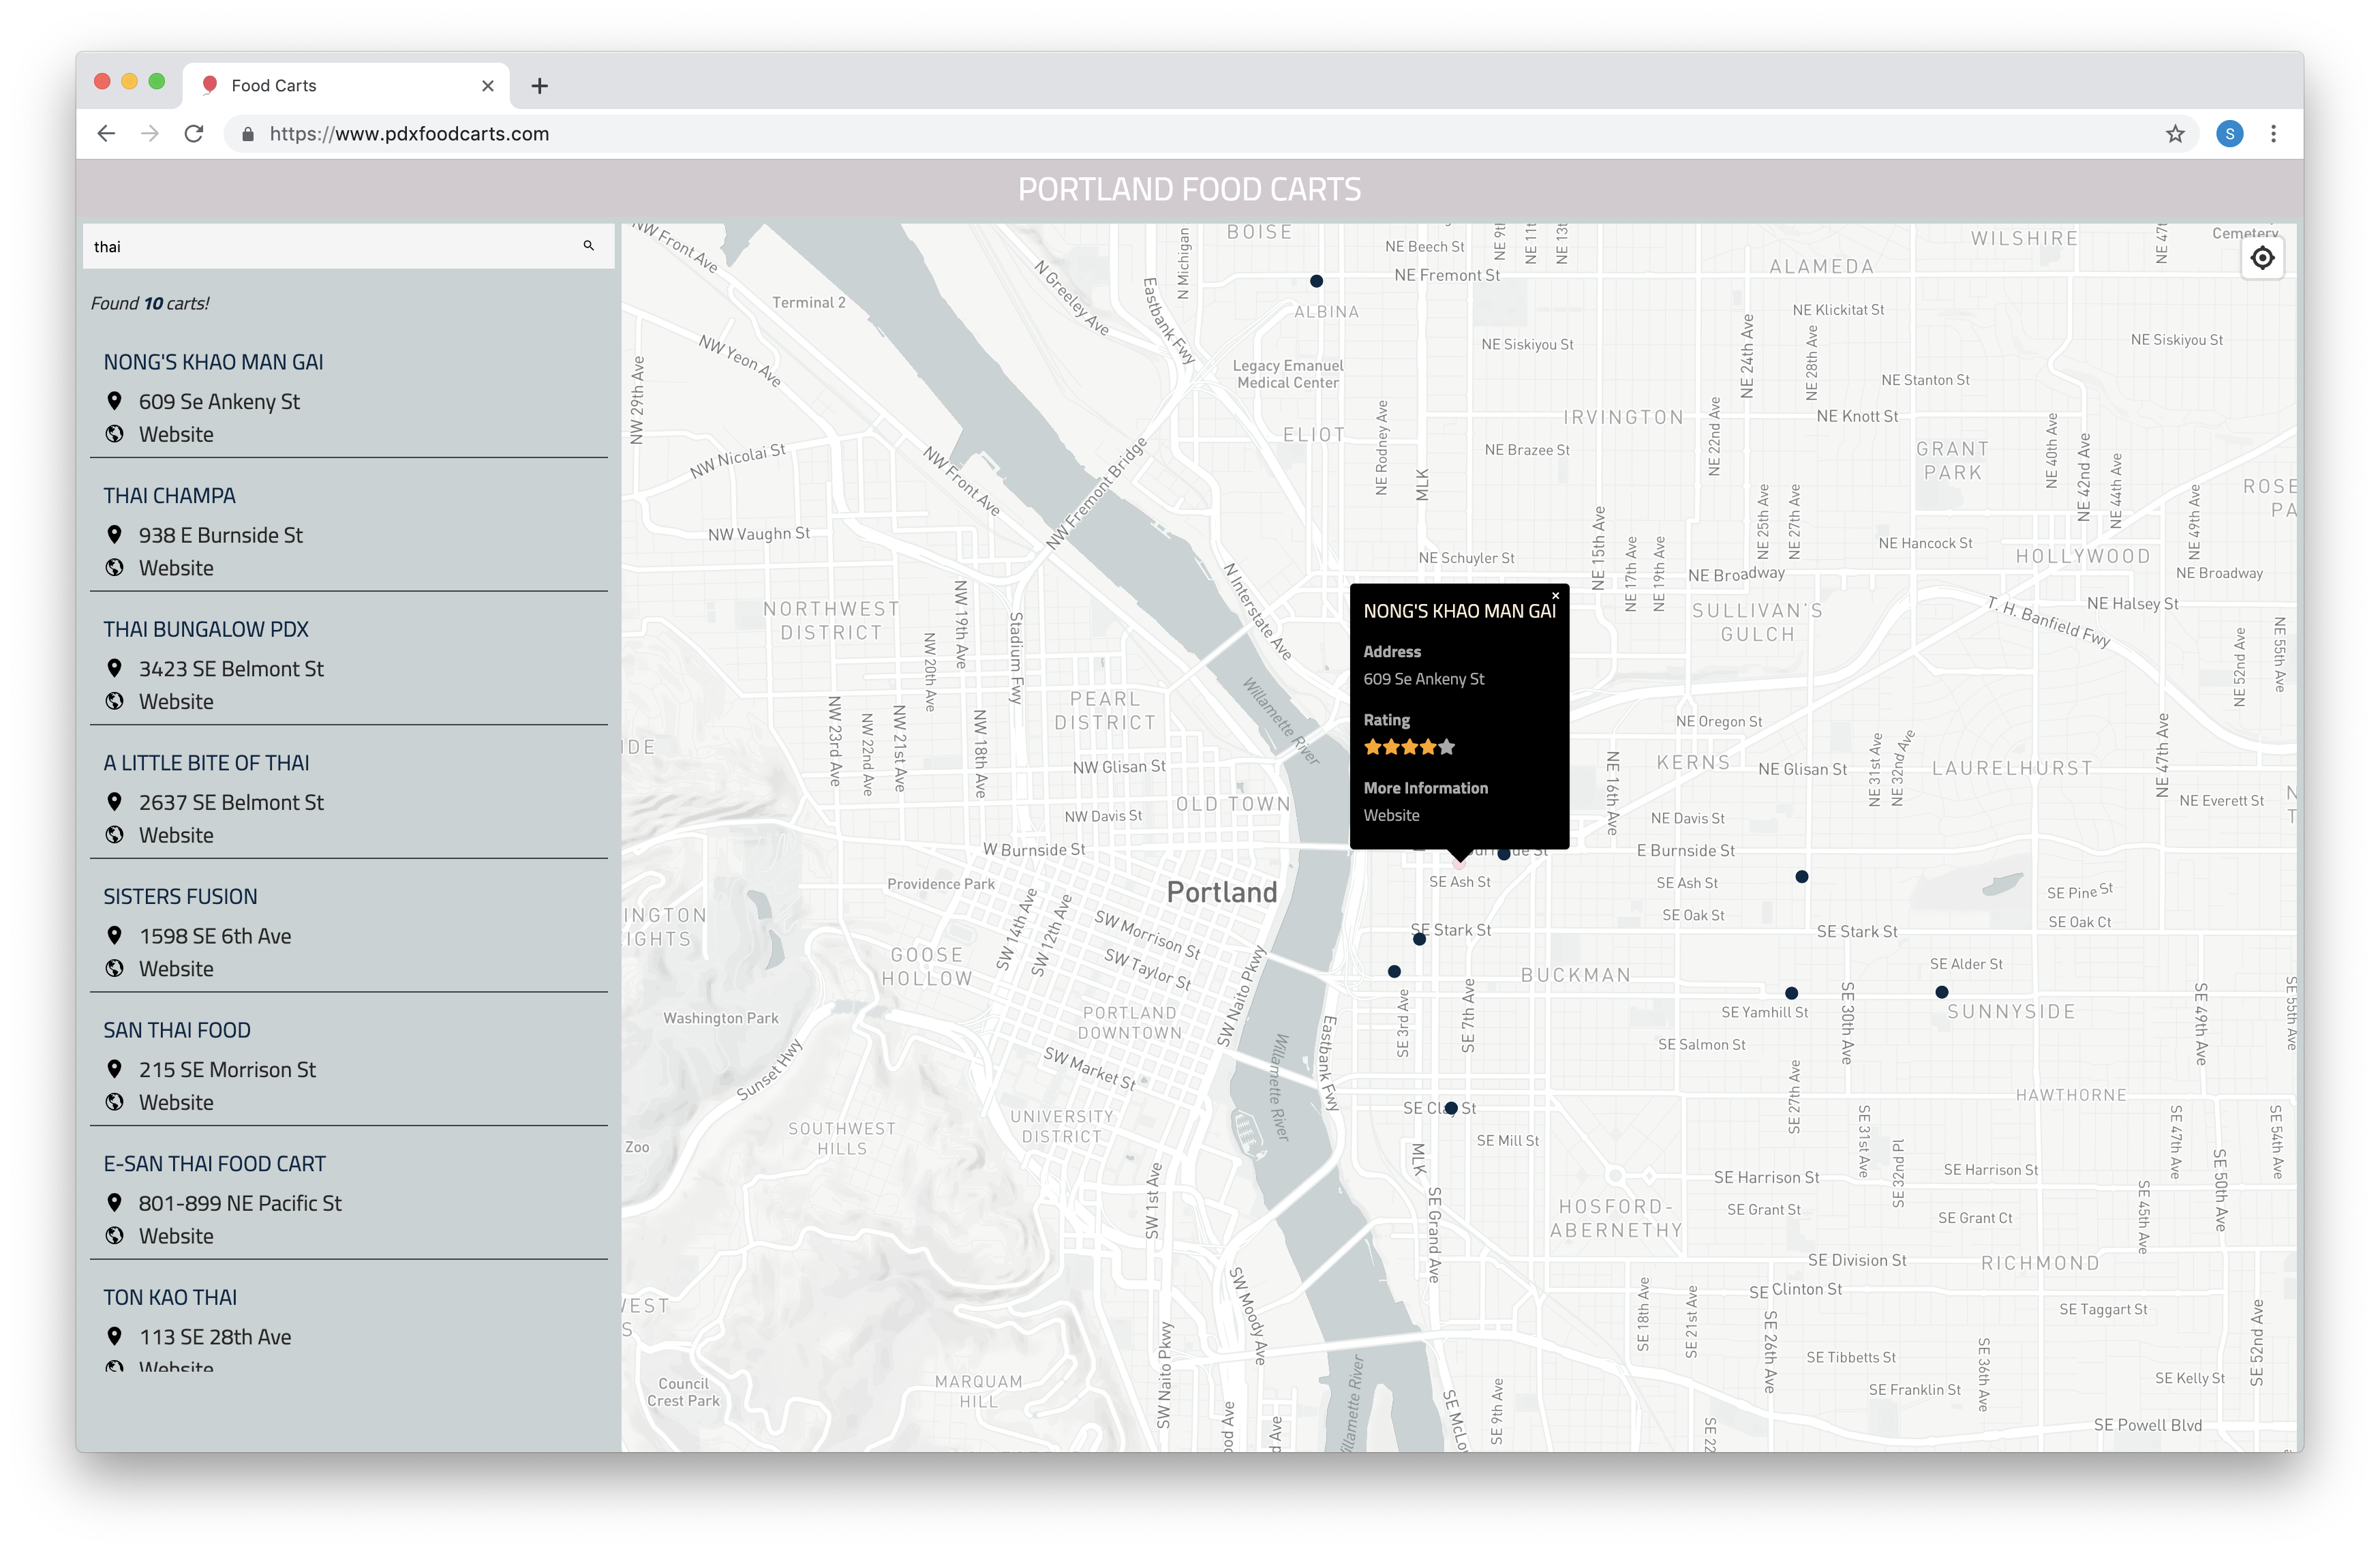 Food Carts
https://www.pdxfoodcarts.com
S
PORTLAND FOOD CARTS
thai
Found 10 carts!
NONG'S KHAO MAN GAI
609 Se Ankeny St
Website
THAI CHAMPA
938 E Burnside St
Website
THAI BUNGALOW PDX
3423 SE Belmont St
Website
A LITTLE BITE OF THAI
2637 SE Belmont St
Website
SISTERS FUSION
1598 SE 6th Ave
Website
SAN THAI FOOD
215 SE Morrison St
Website
E-SAN THAI FOOD CART
801-899 NE Pacific St
Website
TON KAO THAI
113 SE 28th Ave
Website
NW Front Ave
Terminal 2
N Greeley Ave
Eastbank Fwy
N Michigan
BOISE
NE Beech St
NE Fremont St
ALBINA
WILSHIRE
ALAMEDA
Cemetery
NE Klickitat St
NE Siskiyou St
NE Siskiyou St
NW Yeon Ave
NW 29th Ave
Legacy Emanuel
Medical Center
NE Stanton St
NE 24th Ave
NE 28th Ave
NE 22nd Ave
IRVINGTON
NE Knott St
ELIOT
NE Rodney Ave
MLK
NE Brazee St
GRANT
PARK
NE 40th Ave
NE 42nd Ave
NE 44th Ave
NE 49th Ave
NW Nicolai St
NW Front Ave
NW Fremont Bridge
NW Vaughn St
NE Schuyler St
NE 15th Ave
NE 17th Ave
NE 19th Ave
NE 25th Ave
NE 27th Ave
NE Hancock St
HOLLYWOOD
NE Broadway
NE Broadway
N Interstate Ave
NORTHWEST
DISTRICT
NW 19th Ave
NW 20th Ave
Stadium Fwy
SULLIVAN'S
GULCH
T. H. Banfield Fwy
NE Halsey St
NE 52nd Ave
NE 55th Ave
NONG'S KHAO MAN GAI
Address
609 Se Ankeny St
Rating
More Information
Website
PEARL
DISTRICT
Willamette River
NW 23rd Ave
NW 22nd Ave
NW 21st Ave
NW 18th Ave
NW Glisan St
OLD TOWN
NW Davis St
W Burnside St
NE Oregon St
KERNS
NE Glisan St
NE 16th Ave
NE 31st Ave
NE 32nd Ave
LAURELHURST
NE 47th Ave
NE Everett St
NE Davis St
E Burnside St
Providence Park
Portland
SE Ash St
SE Ash St
SE Oak St
SE Pine St
SE Oak Ct
SE Stark St
SE Stark St
SW 14th Ave
SW 12th Ave
SW Morrison St
SW Taylor St
GOOSE
HOLLOW
SW Naito Pkwy
BUCKMAN
SE Alder St
Washington Park
PORTLAND
DOWNTOWN
SE 3rd Ave
SE 7th Ave
SE Yamhill St
SUNNYSIDE
SE 30th Ave
SE 49th Ave
SE 55th Ave
SE Salmon St
Sunset Hwy
SW Market St
Willamette River
Eastbank Fwy
SE 27th Ave
HAWTHORNE
SE Clay St
Zoo
SOUTHWEST
HILLS
UNIVERSITY
DISTRICT
SE Mill St
MLK
SE 31st Ave
SE 32nd Pl
SE 47th Ave
SE 54th Ave
SE 50th Ave
SE Harrison St
SE Harrison St
SW 1st Ave
SE Grand Ave
HOSFORD-
ABERNETHY
SE Grant St
SE Grant Ct
SE 45th Ave
SE Division St
RICHMOND
SW Moody Ave
SE Clinton St
SE Taggart St
SE 18th Ave
SE 21st Ave
SE 26th Ave
SE 52nd Ave
SE Tibbetts St
SE 36th Ave
Council
Crest Park
MARQUAM
HILL
SW Naito Pkwy
SE 9th Ave
SE Franklin St
SE Kelly St
SE Powell Blvd